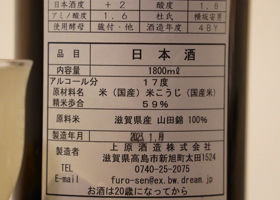 日本酒度 +2 酸度 1.8
アミノ酸度 1.6 杜氏 横坂安男
使用酵母 蔵付・他 酒造年度 4BY
品目 日本酒
内容量 1800mℓ
アルコール分 17度
原材料名 米(国産)米こうじ(国産米)
精米歩合 59%
原料米 滋賀県産 山田錦 100%
製造年月 2023.1月
製造者 上原酒造株式会社
滋賀県高島市新旭町太田1524
TEL 0740-25-2075
E-mail furo-sen@ex.bw.dream.jp
お酒は20歳になってから